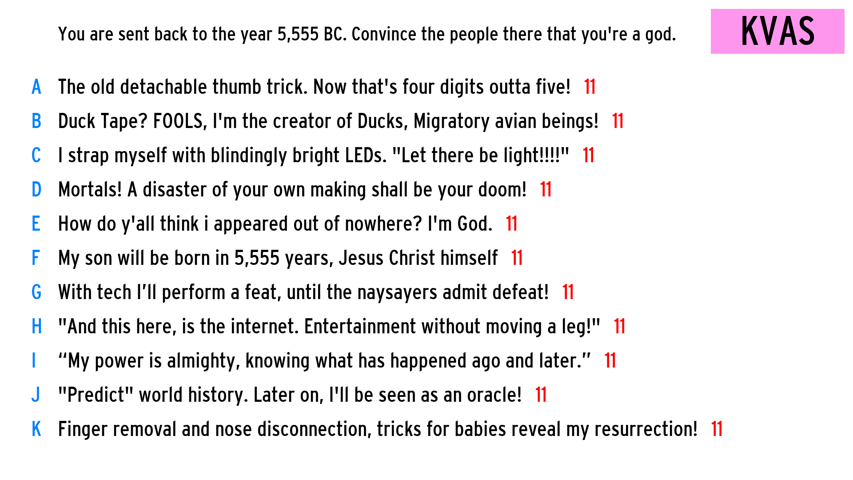 You are sent back to the year 5,555 BC. Convince the people there that you're a god.
KVAS
A The old detachable thumb trick. Now that's four digits outta five! 11
B Duck Tape? FOOLS, I'm the creator of Ducks, Migratory avian beings! 11
C I strap myself with blindingly bright LEDs. "Let there be light!!!!" 11
D Mortals! A disaster of your own making shall be your doom! 11
E How do y'all think i appeared out of nowhere? I'm God. 11
F My son will be born in 5,555 years, Jesus Christ himself 11
G With tech I’ll perform a feat, until the naysayers admit defeat! 11
H "And this here, is the internet. Entertainment without moving a leg!" 11
I “My power is almighty, knowing what has happened ago and later.” 11
J "Predict" world history. Later on, I'll be seen as an oracle! 11
K Finger removal and nose disconnection, tricks for babies reveal my resurrection! 11